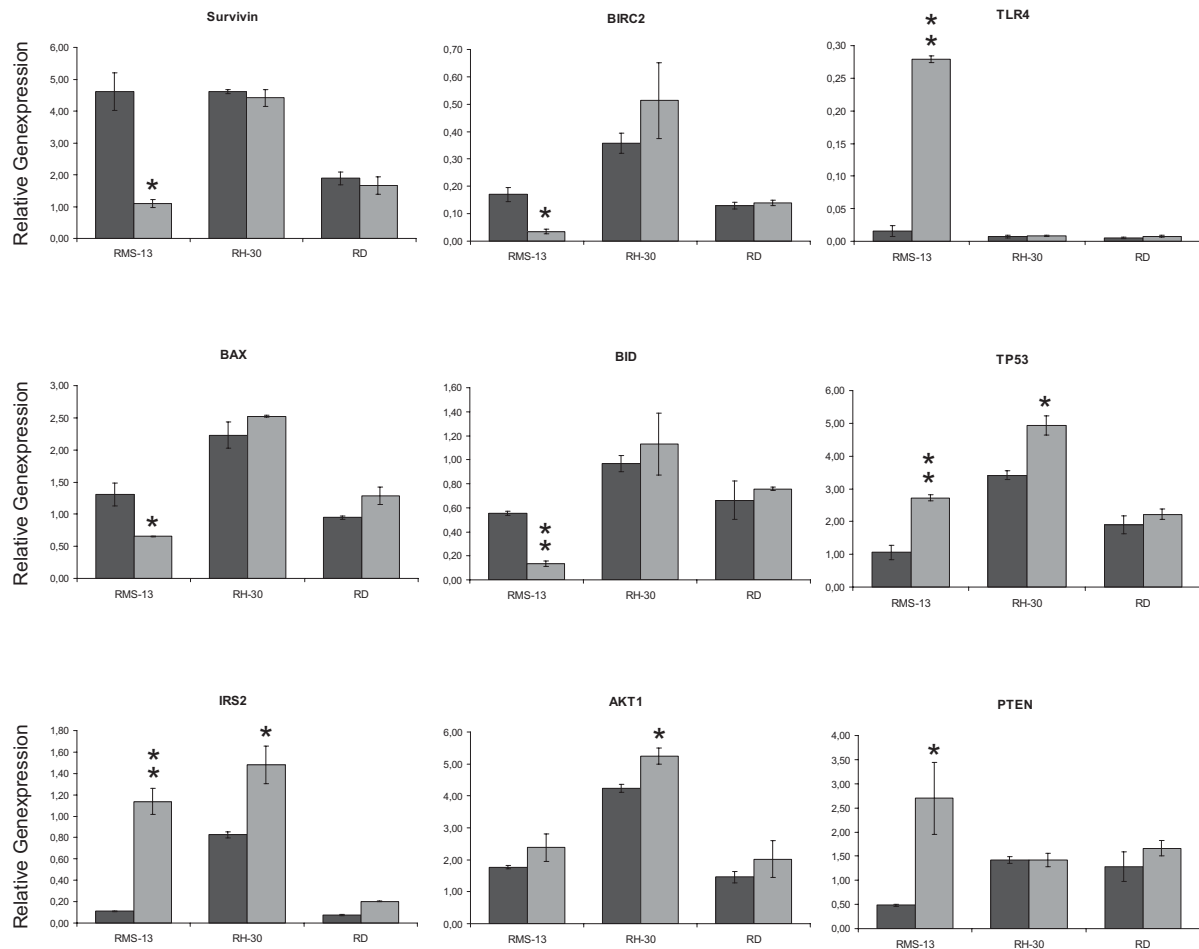 Survivin
Relative Genexpression
6,00
5,00
4,00
3,00
2,00
1,00
0,00
*
RMS-13
RH-30
RD
BIRC2
0,70
0,60
0,50
0,40
0,30
0,20
0,10
0,00
*
RMS-13
RH-30
RD
TLR4
0,30
0,25
0,20
0,15
0,10
0,05
0,00
*
*
RMS-13
RH-30
RD
BAX
Relative Genexpression
3,00
2,50
2,00
1,50
1,00
0,50
0,00
*
RMS-13
RH-30
RD
BID
1,60
1,40
1,20
1,00
0,80
0,60
0,40
0,20
0,00
*
*
RMS-13
RH-30
RD
TP53
6,00
5,00
4,00
3,00
2,00
1,00
0,00
*
*
*
RMS-13
RH-30
RD
IRS2
Relative Genexpression
1,80
1,60
1,40
1,20
1,00
0,80
0,60
0,40
0,20
0,00
*
*
*
RMS-13
RH-30
RD
AKT1
7,00
6,00
5,00
4,00
3,00
2,00
1,00
0,00
*
RMS-13
RH-30
RD
PTEN
4,00
3,50
3,00
2,50
2,00
1,50
1,00
0,50
0,00
*
RMS-13
RH-30
RD